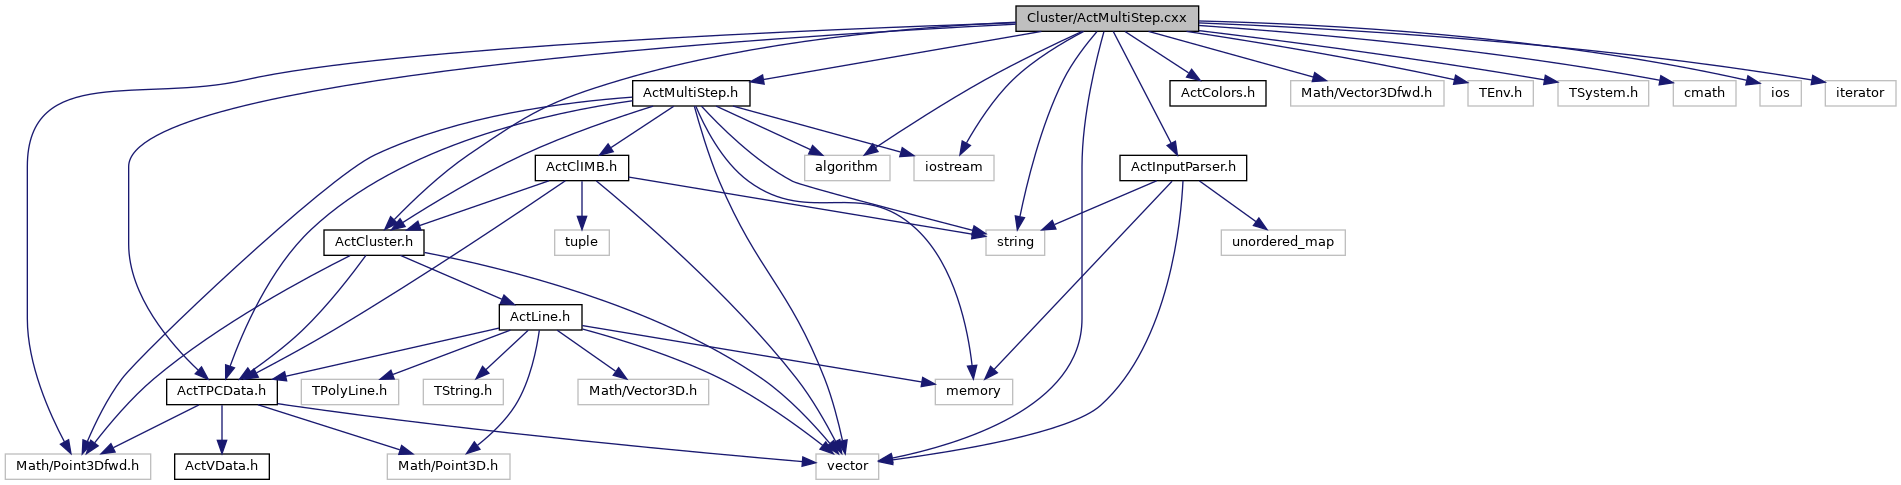 Cluster/ActMultiStep.cxx
ActMultiStep.h
ActColors.h
Math/Vector3Dfwd.h
TEnv.h
TSystem.h
cmath
ios
iterator
ActClIMB.h
algorithm
iostream
ActInputParser.h
ActCluster.h
tuple
string
unordered_map
ActLine.h
ActTPCData.h
TPolyLine.h
TString.h
Math/Vector3D.h
memory
Math/Point3Dfwd.h
ActVData.h
Math/Point3D.h
vector